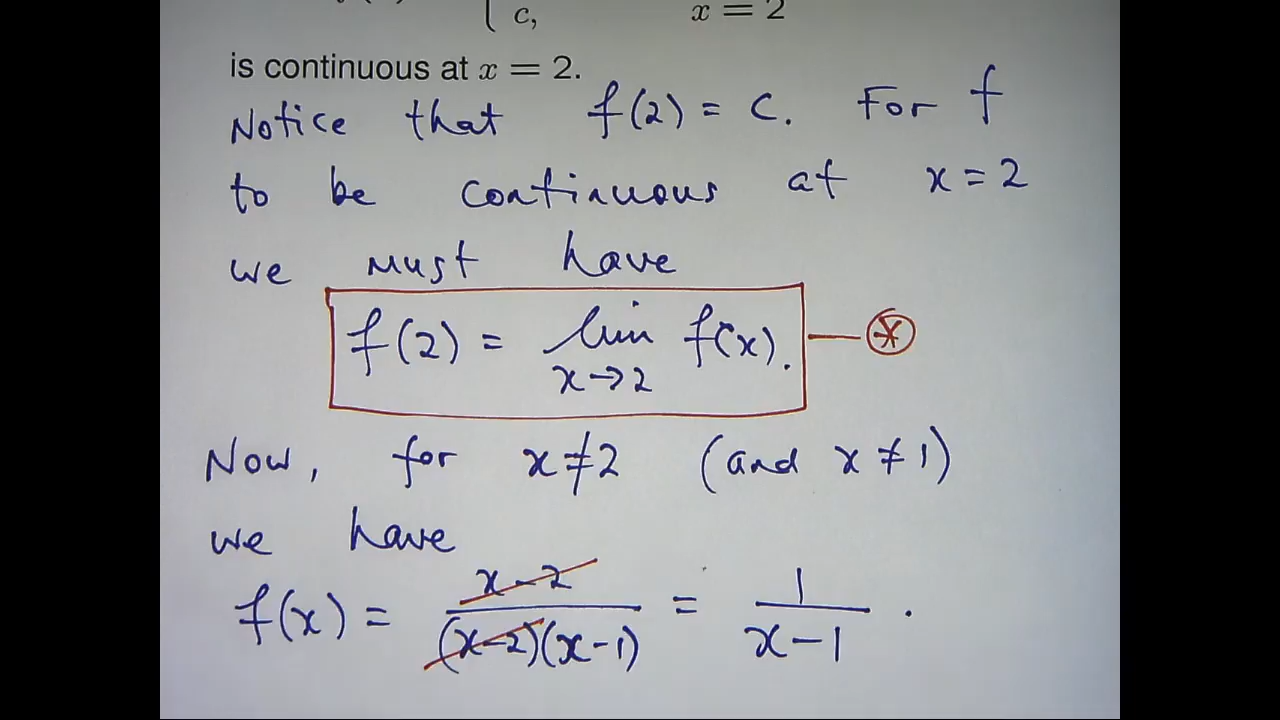 c, x = 2
is continuous at x = 2.
Notice that f(2) = c. For f
to be continuous at x = 2
we must have
f(2) = lim f(x). — *
x→2
Now, for x≠2 (and x≠1)
we have
f(x) = x-2 / (x-2)(x-1) = 1 / x-1 .